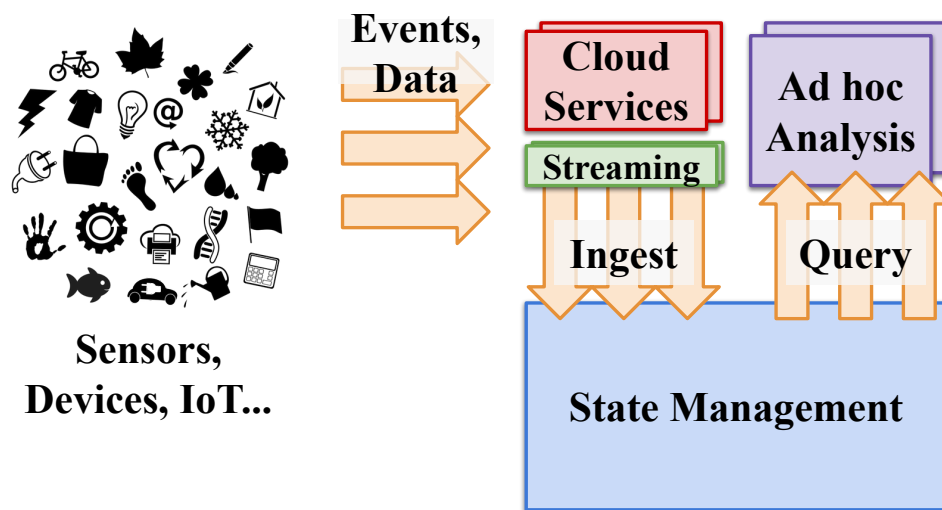 Events,
Data
Cloud
Services
Streaming
Ad hoc
Analysis
@
Ingest
Query
Sensors,
Devices, IoT...
State Management